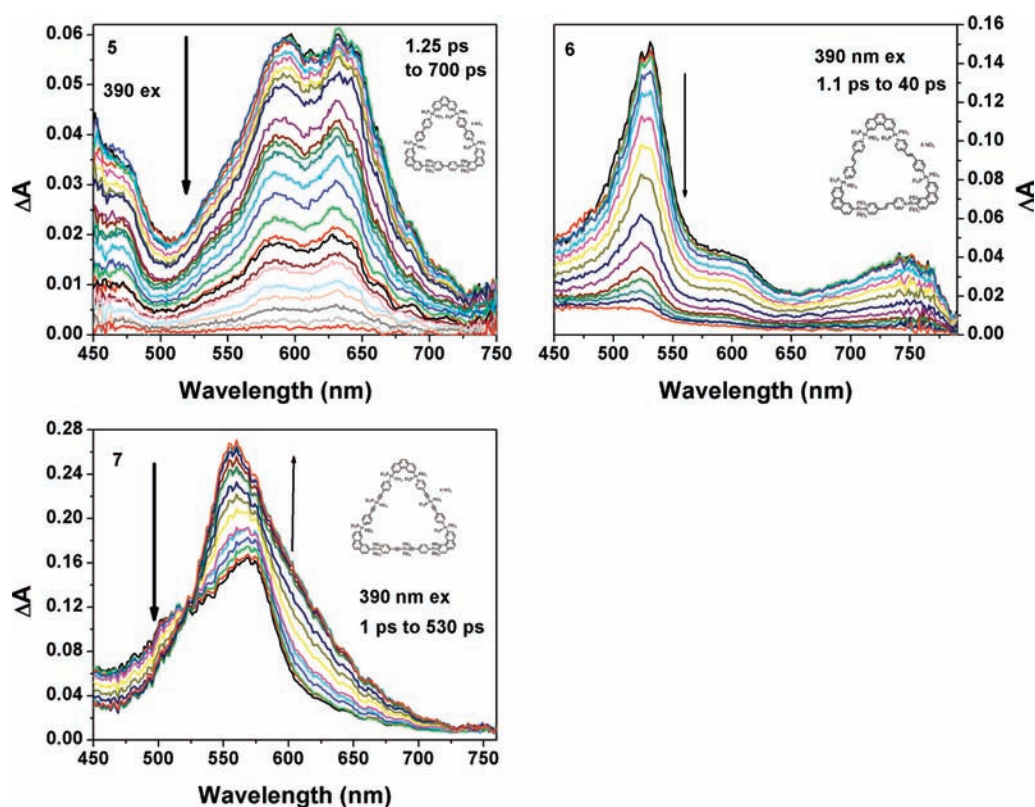 5
390 ex
1.25 ps
to 700 ps
0.06
0.05
0.04
0.03
0.02
0.01
0.00
ΔA
450 500 550 600 650 700 750
Wavelength (nm)
6
390 nm ex
1.1 ps to 40 ps
0.16
0.14
0.12
0.10
0.08
0.06
0.04
0.02
0.00
ΔA
450 500 550 600 650 700 750
Wavelength (nm)
7
390 nm ex
1 ps to 530 ps
0.28
0.24
0.20
0.16
0.12
0.08
0.04
0.00
ΔA
450 500 550 600 650 700 750
Wavelength (nm)